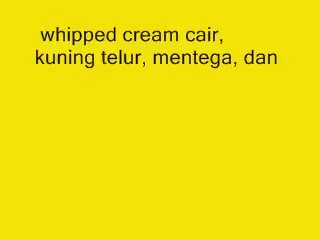 whipped cream cair,
kuning telur, mentega, dan